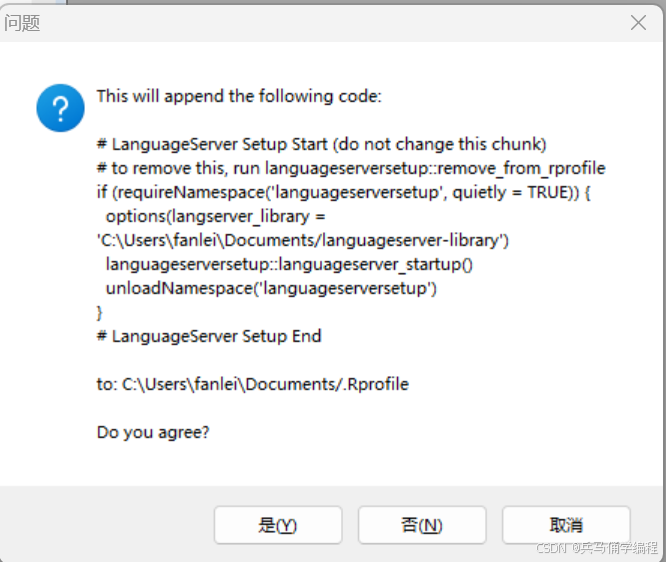 问题
This will append the following code:
# LanguageServer Setup Start (do not change this chunk)
# to remove this, run languageserversetup::remove_from_rprofile
if (requireNamespace('languageserversetup', quietly = TRUE)) {
options(langserver_library =
'C:\Users\fanlei\Documents/languageserver-library')
languageserversetup::languageserver_startup()
unloadNamespace('languageserversetup')
}
# LanguageServer Setup End
to: C:\Users\fanlei\Documents/.Rprofile
Do you agree?
是(Y)
否(N)
取消
CSDN @兵马俑学编程